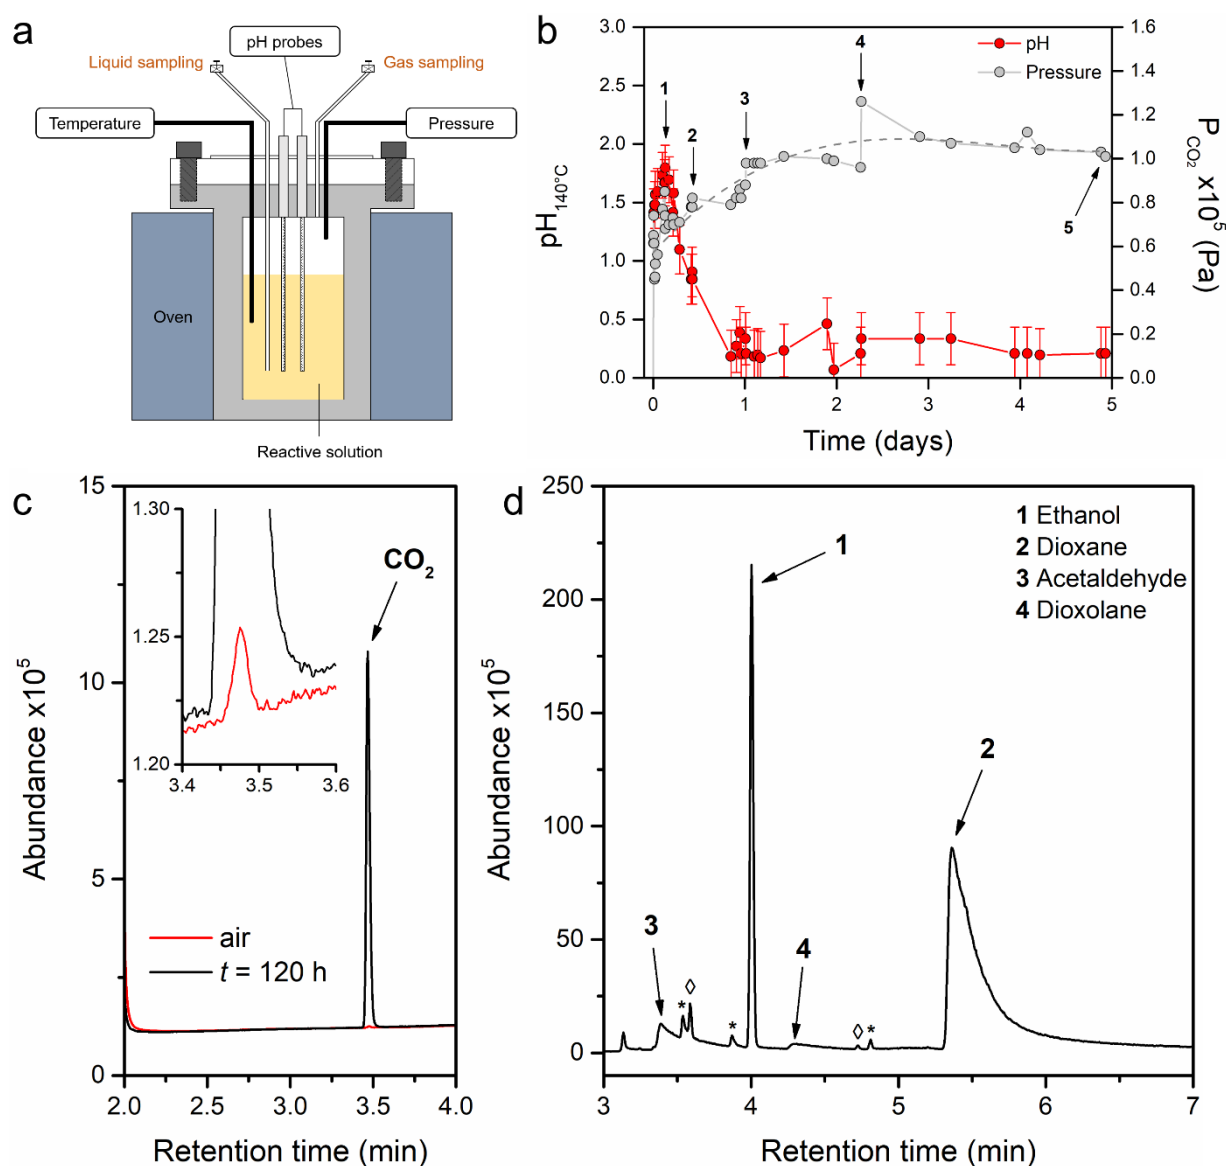 a
pH probes
Liquid sampling
Gas sampling
Temperature
Pressure
Oven
Reactive solution
b
3.0
2.5
2.0
1.5
1.0
0.5
0.0
pH140°C
1.6
1.4
1.2
1.0
0.8
0.6
0.4
0.2
0.0
PCO2 x10^5 (Pa)
pH
Pressure
1
2
3
4
5
0
1
2
3
4
5
Time (days)
c
15
10
5
0
Abundance x10^5
1.30
1.25
1.20
3.4
3.5
3.6
CO2
air
t = 120 h
2.0
2.5
3.0
3.5
4.0
Retention time (min)
d
250
200
150
100
50
0
Abundance x10^5
1 Ethanol
2 Dioxane
3 Acetaldehyde
4 Dioxolane
1
2
3
4
*
◊
*
◊
*
3
4
5
6
7
Retention time (min)